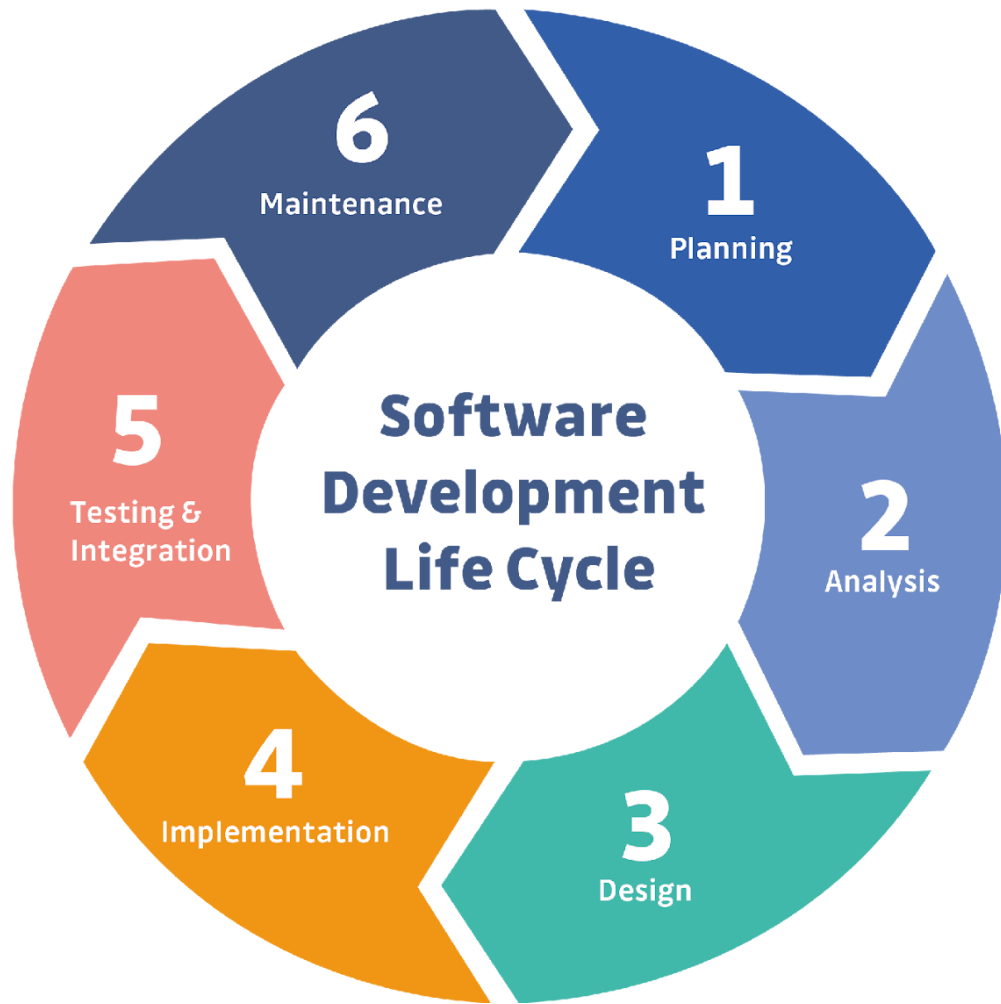 Software
Development
Life Cycle
1
Planning
2
Analysis
3
Design
4
Implementation
5
Testing &
Integration
6
Maintenance